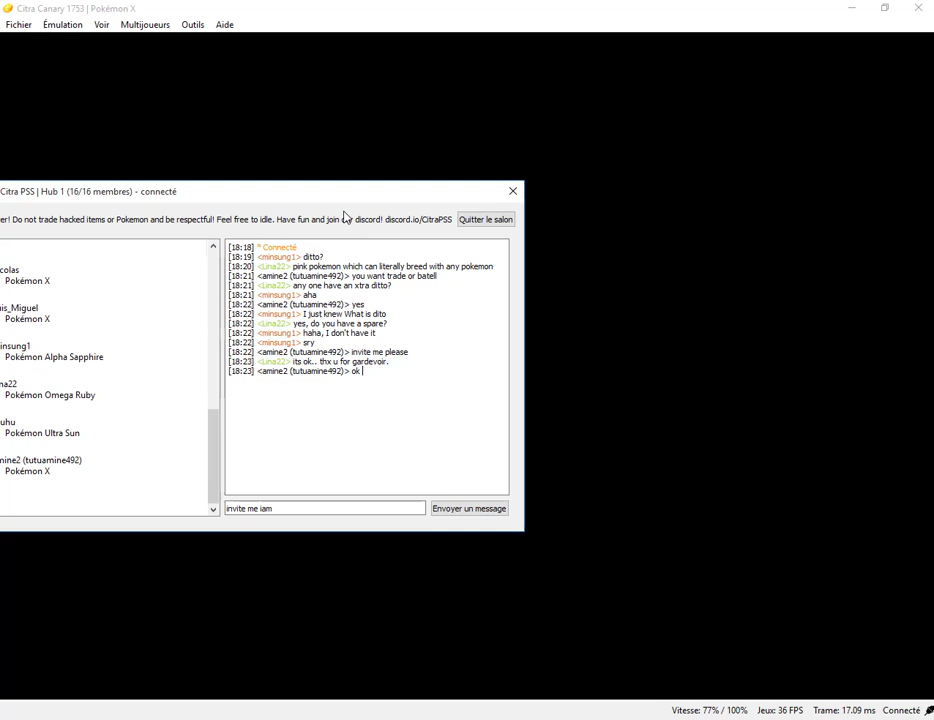 Citra Canary 1753 | Pokémon X
Fichier Émulation Voir Multijoueurs Outils Aide
Citra PSS | Hub 1 (16/16 membres) - connecté
er! Do not trade hacked items or Pokemon and be respectful! Feel free to idle. Have fun and join discord! discord.io/CitraPSS
Quitter le salon
colas
Pokémon X
is_Miguel
Pokémon X
insung1
Pokémon Alpha Sapphire
na22
Pokémon Omega Ruby
uhu
Pokémon Ultra Sun
mine2 (tutuamine492)
Pokémon X
[18:18] * Connecté
[18:19] <minsung1> ditto?
[18:20] <Lina22> pink pokemon which can literally breed with any pokemon
[18:21] <amine2 (tutuamine492)> you want trade or batell
[18:21] <Lina22> any one have an xtra ditto?
[18:21] <minsung1> aha
[18:22] <amine2 (tutuamine492)> yes
[18:22] <minsung1> I just knew What is dito
[18:22] <Lina22> yes, do you have a spare?
[18:22] <minsung1> haha, I don't have it
[18:22] <minsung1> sry
[18:22] <amine2 (tutuamine492)> invite me please
[18:23] <Lina22> its ok.. thx u for gardevoir.
[18:23] <amine2 (tutuamine492)> ok
invite me iam
Envoyer un message
Vitesse: 77% / 100% Jeux: 36 FPS Trame: 17.09 ms Connecté